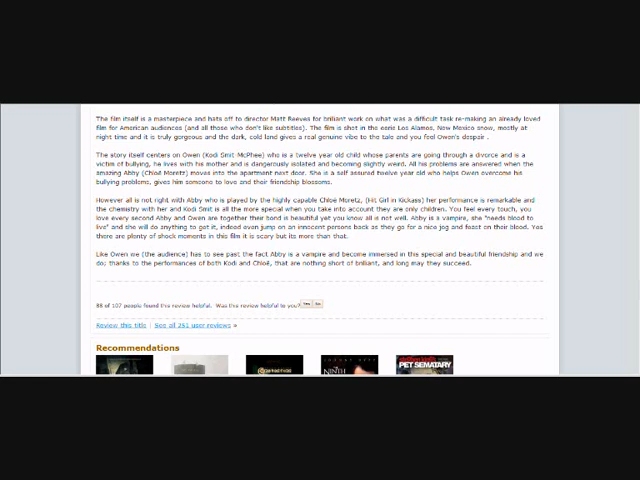 The film itself is a masterpiece and hats off to director Matt Reeves for briliant work on what was a difficult task re-making an already loved
film for American audiences (and all those who don't like subtitles). The film is shot in the eerie Los Alamos, New Mexico snow, mostly at
night time and it is truly gorgeous and the dark, cold land gives a real genuine vibe to the tale and you feel Owen's despair .
The story itself centers on Owen (Kodi Smit McPhee) who is a twelve year old child whose parents are going through a divorce and is a
victim of bullying, he lives with his mother and is dangerously isolated and becoming slightly weird. All his problems are answered when the
amazing Abby (Chloe Moretz) moves into the apartment next door. She is a self assured twelve year old who helps Owen overcome his
bullying problems, gives him someone to love and their friendship blossoms.
However all is not right with Abby who is played by the highly capable Chloe Moretz, (Hit Girl in Kickass) her performance is remarkable and
the chemistry with her and Kodi Smit is all the more special when you take into account they are only children. You feel every touch, you
love every second Abby and Owen are together their bond is beautiful yet you know all is not well. Abby is a vampire, she "needs blood to
live" and she will do anything to get it, indeed even jump on an innocent persons back as they go for a nice jog and feast on their blood. Yes
there are plenty of shock moments in this film it is scary but its more than that.
Like Owen we (the audience) has to see past the fact Abby is a vampire and become immersed in this special and beautiful friendship and we
do; thanks to the performances of both Kodi and Chloë, that are nothing short of brilliant, and long may they succeed.
88 of 107 people found this review helpful. Was this review helpful to you? Yes No
Review this title | See all 251 user reviews »
Recommendations
JOHNNY DEPP
NINTH
PET SEMATARY